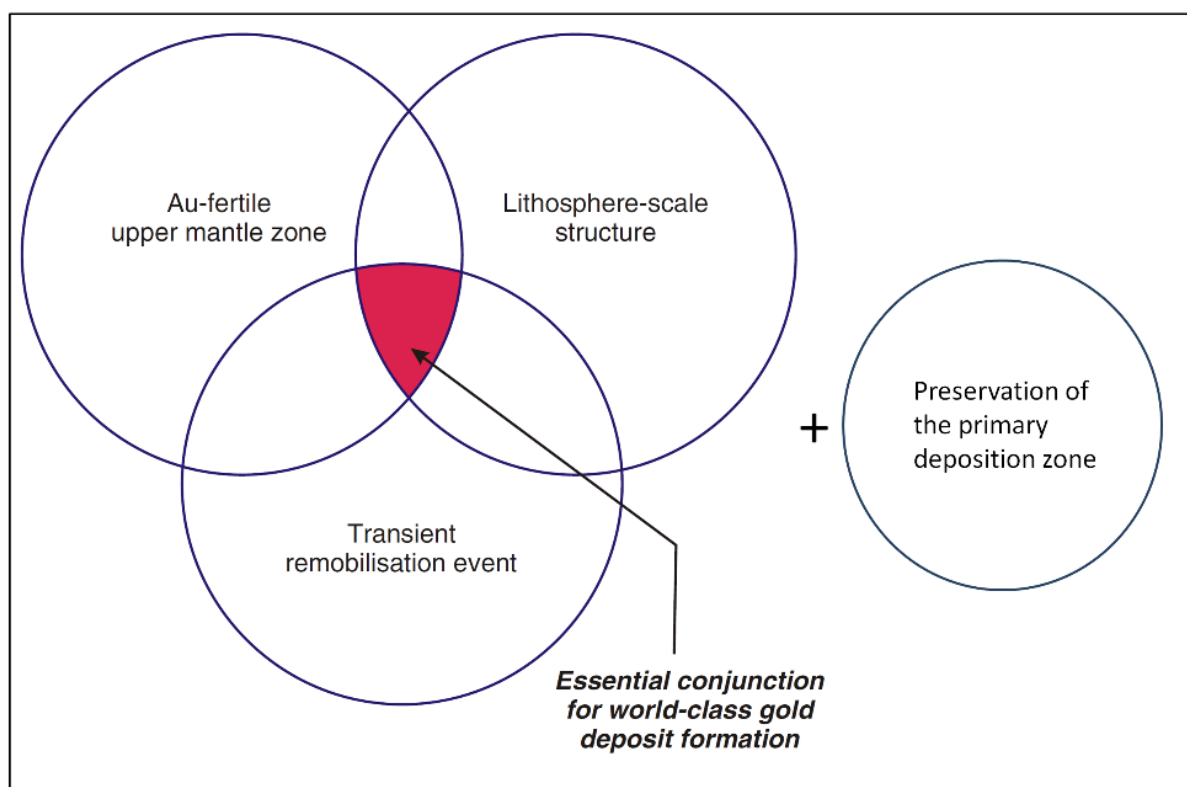 Au-fertile
upper mantle zone
Lithosphere-scale
structure
Transient
remobilisation event
+
Preservation of
the primary
deposition zone
Essential conjunction
for world-class gold
deposit formation